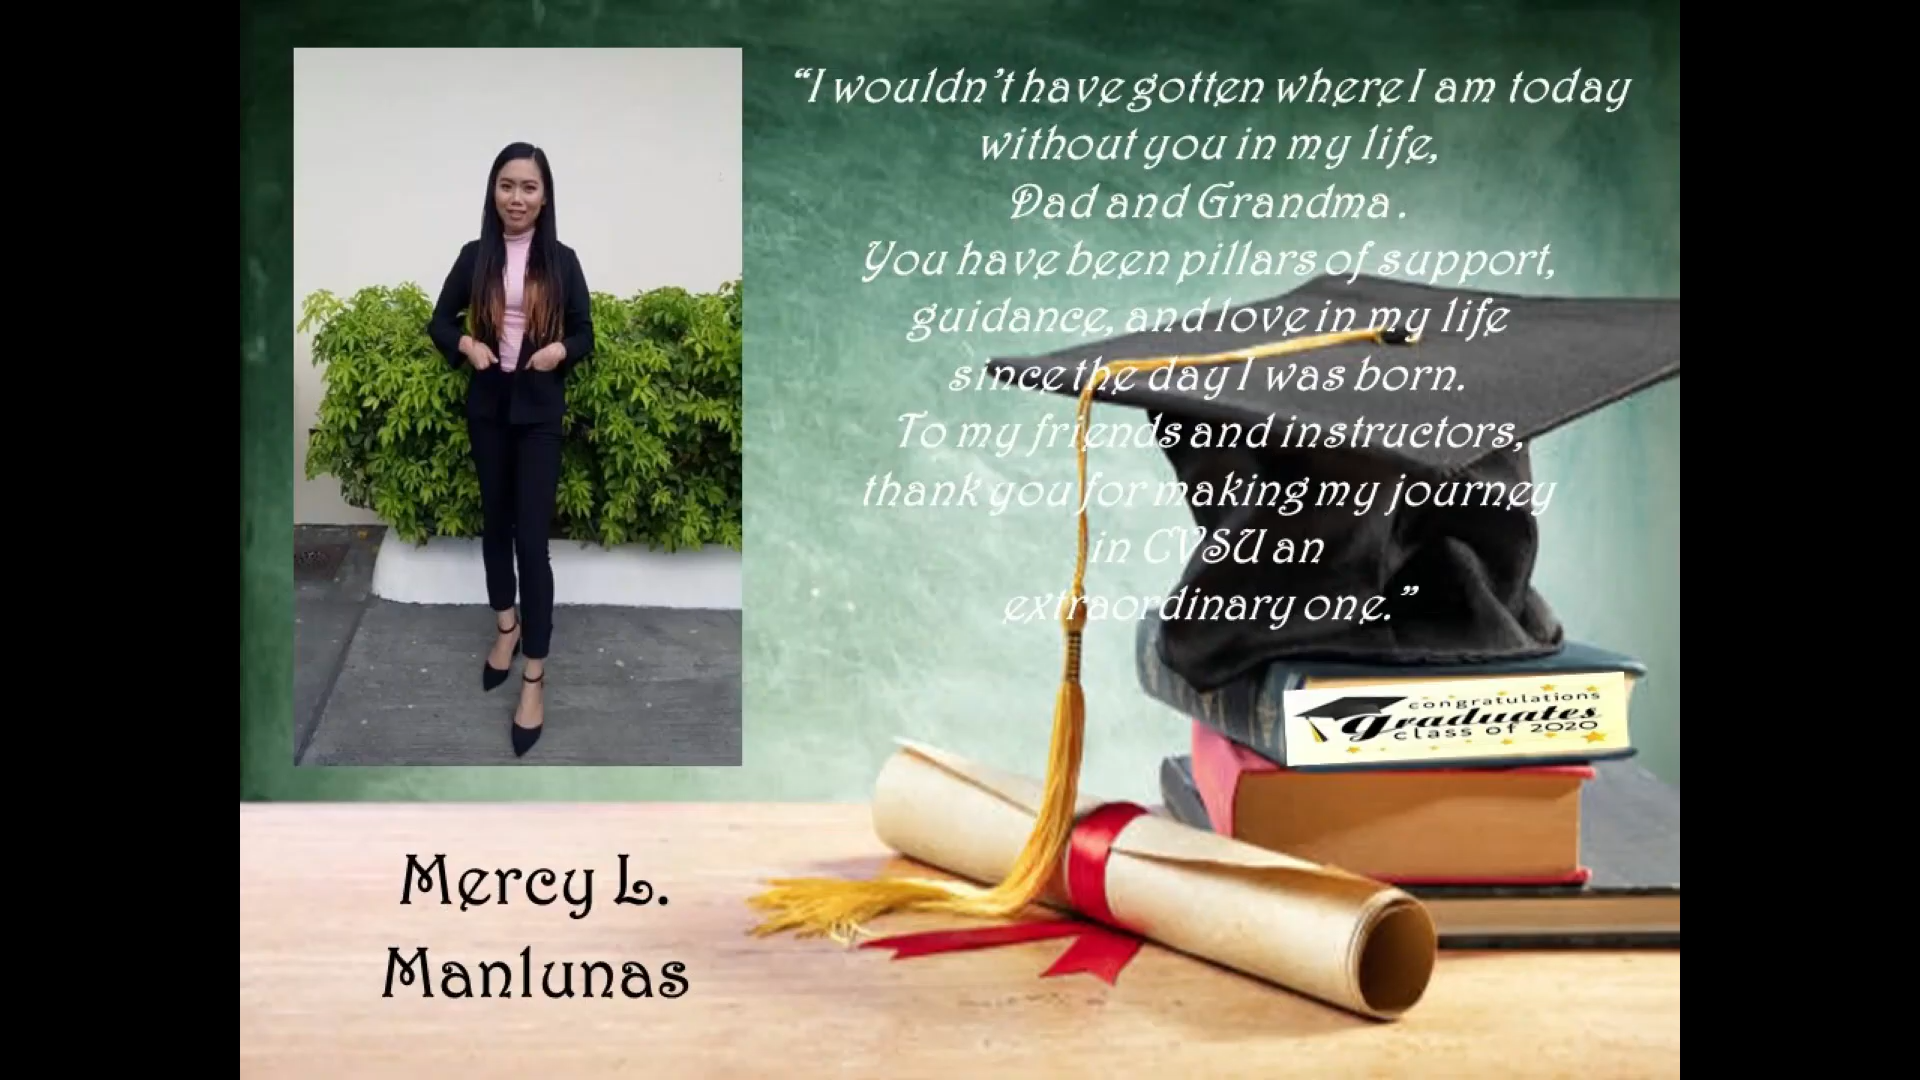 “I wouldn’t have gotten where I am today
without you in my life,
Dad and Grandma .
You have been pillars of support,
guidance, and love in my life
since the day I was born.
To my friends and instructors,
thank you for making my journey
in CVSU an
extraordinary one.”
congratulations
graduates
class of 2020
Mercy L.
Manlunas